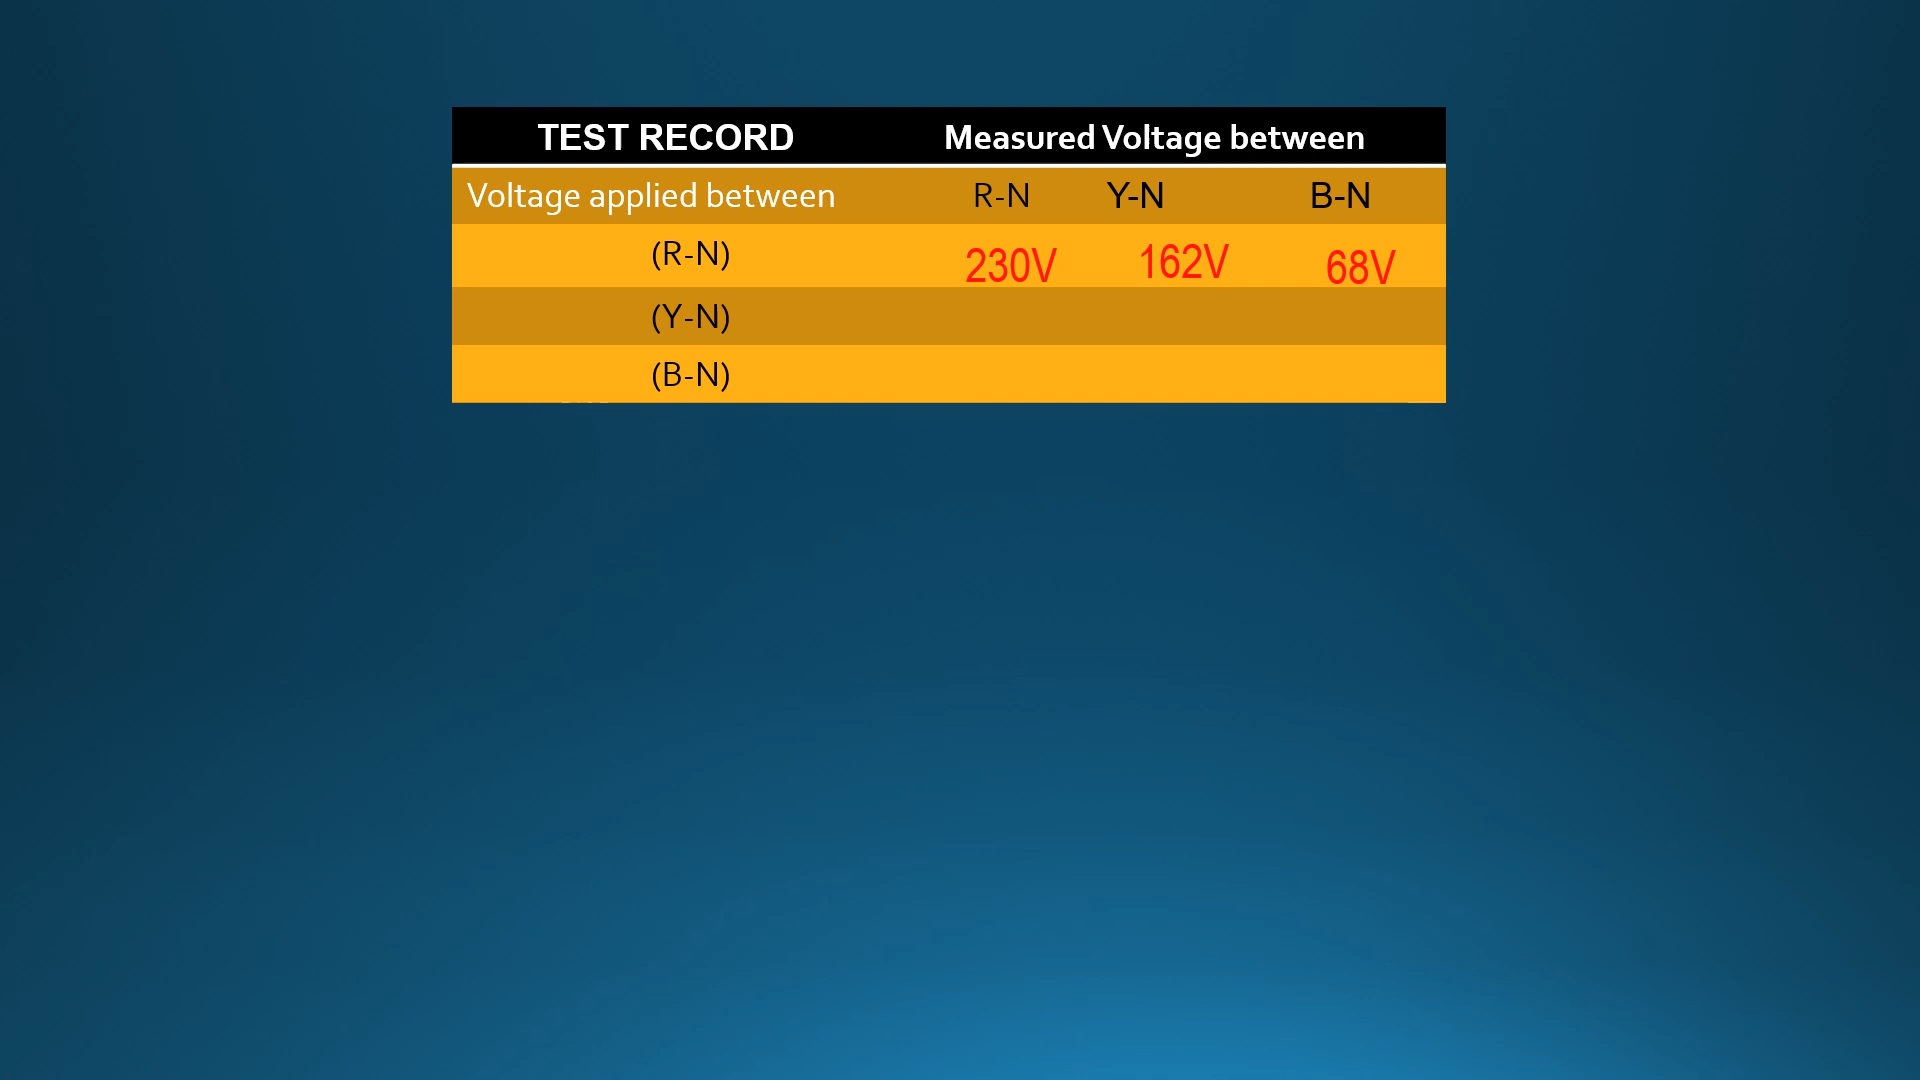 TEST RECORD Measured Voltage between
Voltage applied between R-N Y-N B-N
(R-N) 230V 162V 68V
(Y-N)
(B-N)